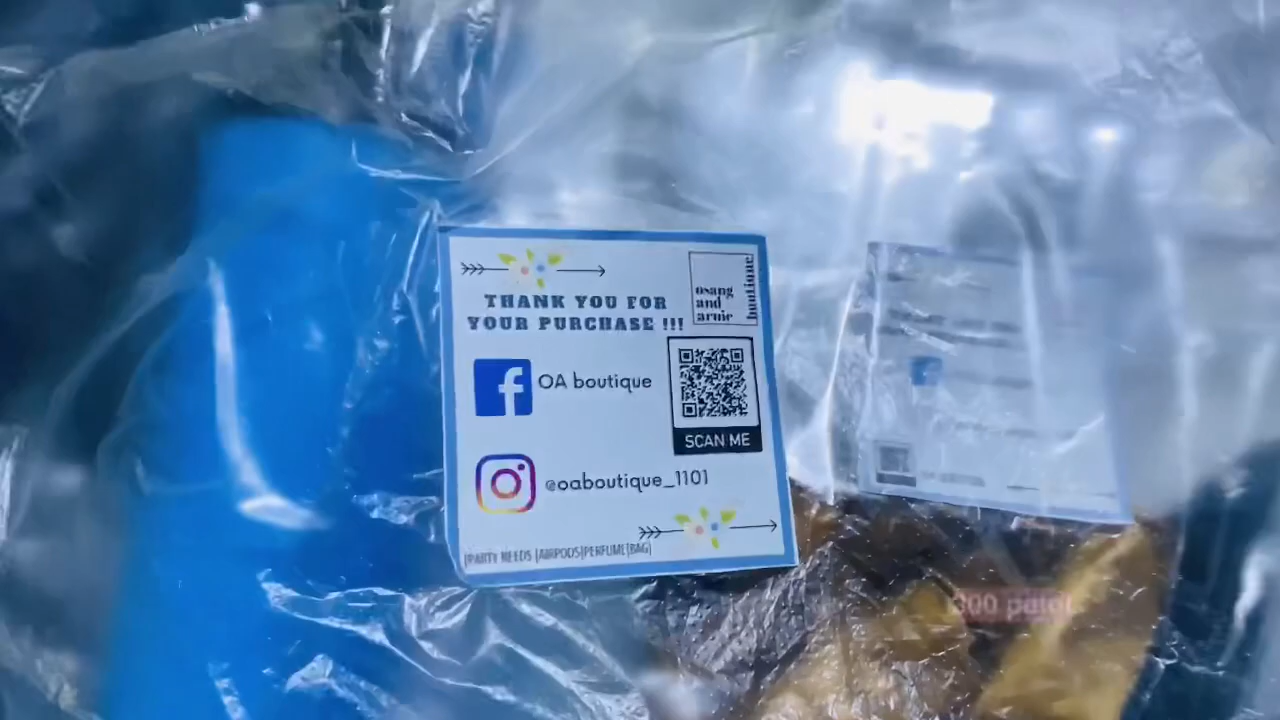 THANK YOU FOR
YOUR PURCHASE !!!
osang
and
arnie
boutique
f OA boutique
SCAN ME
@oaboutique_1101
|PARTY NEEDS |AIRPODS|PERFUME|BAG|